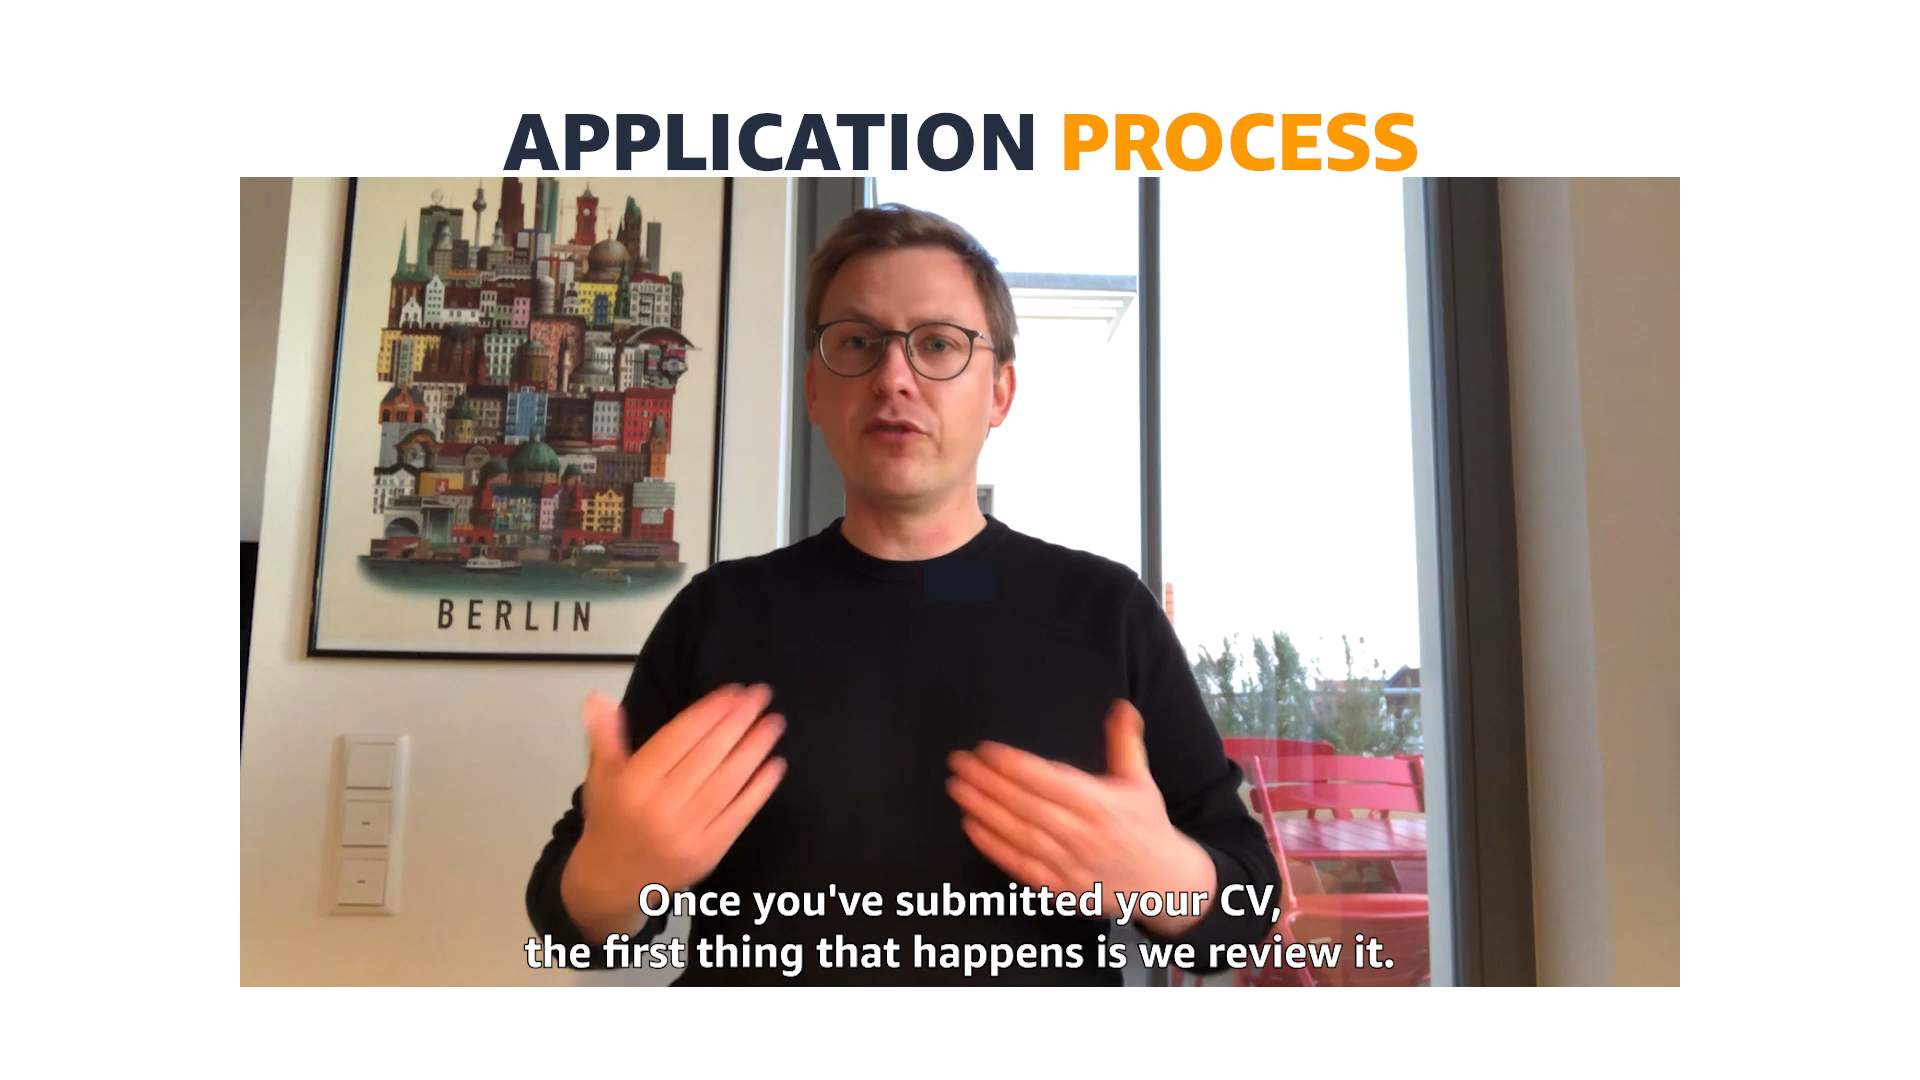 APPLICATION PROCESS
BERLIN
Once you've submitted your CV,
the first thing that happens is we review it.